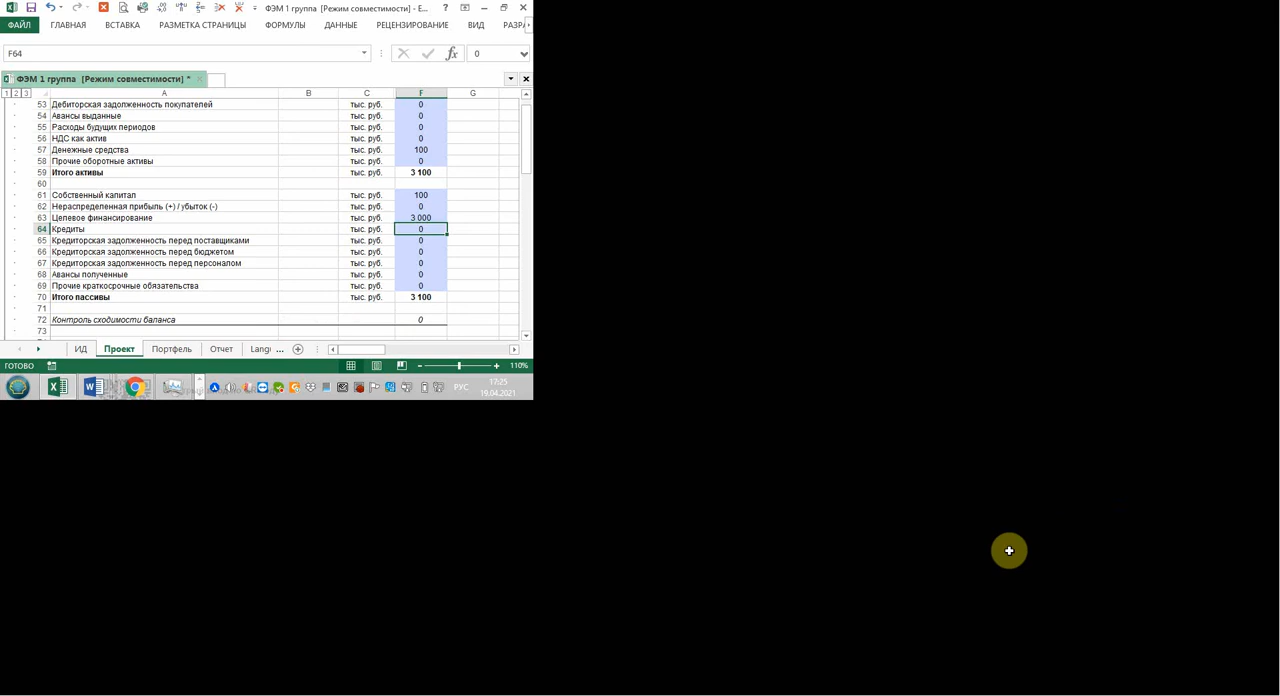 ФЭМ 1 группа [Режим совместимости] - E...
ФАЙЛ ГЛАВНАЯ ВСТАВКА РАЗМЕТКА СТРАНИЦЫ ФОРМУЛЫ ДАННЫЕ РЕЦЕНЗИРОВАНИЕ ВИД РАЗРА
F64 fx 0
ФЭМ 1 группа [Режим совместимости] *
1 2 3 A B C F G
53 Дебиторская задолженность покупателей тыс. руб. 0
54 Авансы выданные тыс. руб. 0
55 Расходы будущих периодов тыс. руб. 0
56 НДС как актив тыс. руб. 0
57 Денежные средства тыс. руб. 100
58 Прочие оборотные активы тыс. руб. 0
59 Итого активы тыс. руб. 3 100
60
61 Собственный капитал тыс. руб. 100
62 Нераспределенная прибыль (+) / убыток (-) тыс. руб. 0
63 Целевое финансирование тыс. руб. 3 000
64 Кредиты тыс. руб. 0
65 Кредиторская задолженность перед поставщиками тыс. руб. 0
66 Кредиторская задолженность перед бюджетом тыс. руб. 0
67 Кредиторская задолженность перед персоналом тыс. руб. 0
68 Авансы полученные тыс. руб. 0
69 Прочие краткосрочные обязательства тыс. руб. 0
70 Итого пассивы тыс. руб. 3 100
71
72 Контроль сходимости баланса 0
73
ИД Проект Портфель Отчет Langu ...
ГОТОВО 110%
РУС 17:25
19.04.2021